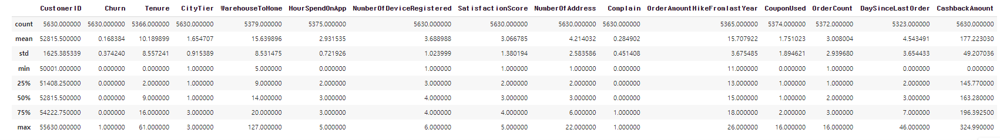 CustomerID Churn Tenure CityTier WarehouseToHome HourSpendOnApp NumberOfDeviceRegistered SatisfactionScore NumberOfAddress Complain OrderAmountHikeFromlastYear CouponUsed OrderCount DaySinceLastOrder CashbackAmount
count 5630.000000 5630.000000 5366.000000 5630.000000 5379.000000 5375.000000 5630.000000 5630.000000 5630.000000 5630.000000 5365.000000 5374.000000 5372.000000 5323.000000 5630.000000
mean 52815.500000 0.168384 10.189899 1.654707 15.639896 2.931535 3.688988 3.066785 4.214032 0.284902 15.707922 1.751023 3.008004 4.543491 177.223030
std 1625.385339 0.374240 8.557241 0.915389 8.531475 0.721926 1.023999 1.380194 2.583586 0.451408 3.675485 1.894621 2.939680 3.654433 49.207036
min 50001.000000 0.000000 0.000000 1.000000 5.000000 0.000000 1.000000 1.000000 1.000000 0.000000 11.000000 0.000000 1.000000 0.000000 0.000000
25% 51408.250000 0.000000 2.000000 1.000000 9.000000 2.000000 3.000000 2.000000 2.000000 0.000000 13.000000 1.000000 1.000000 2.000000 145.770000
50% 52815.500000 0.000000 9.000000 1.000000 14.000000 3.000000 4.000000 3.000000 3.000000 0.000000 15.000000 1.000000 2.000000 3.000000 163.280000
75% 54222.750000 0.000000 16.000000 3.000000 20.000000 3.000000 4.000000 4.000000 6.000000 1.000000 18.000000 2.000000 3.000000 7.000000 196.392500
max 55630.000000 1.000000 61.000000 3.000000 127.000000 5.000000 6.000000 5.000000 22.000000 1.000000 26.000000 16.000000 16.000000 46.000000 324.990000